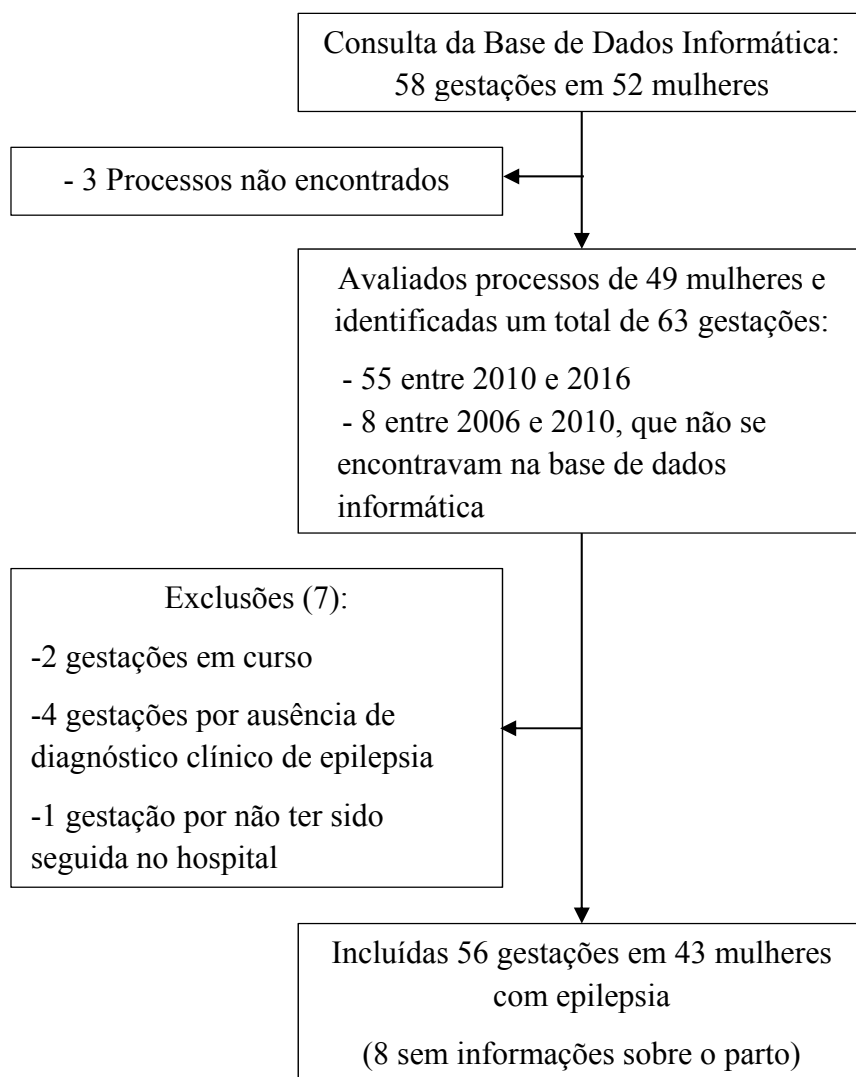 Consulta da Base de Dados Informática:
58 gestações em 52 mulheres
- 3 Processos não encontrados
Avaliados processos de 49 mulheres e
identificadas um total de 63 gestações:
- 55 entre 2010 e 2016
- 8 entre 2006 e 2010, que não se
encontravam na base de dados
informática
Exclusões (7):
-2 gestações em curso
-4 gestações por ausência de
diagnóstico clínico de epilepsia
-1 gestação por não ter sido
seguida no hospital
Incluídas 56 gestações em 43 mulheres
com epilepsia
(8 sem informações sobre o parto)